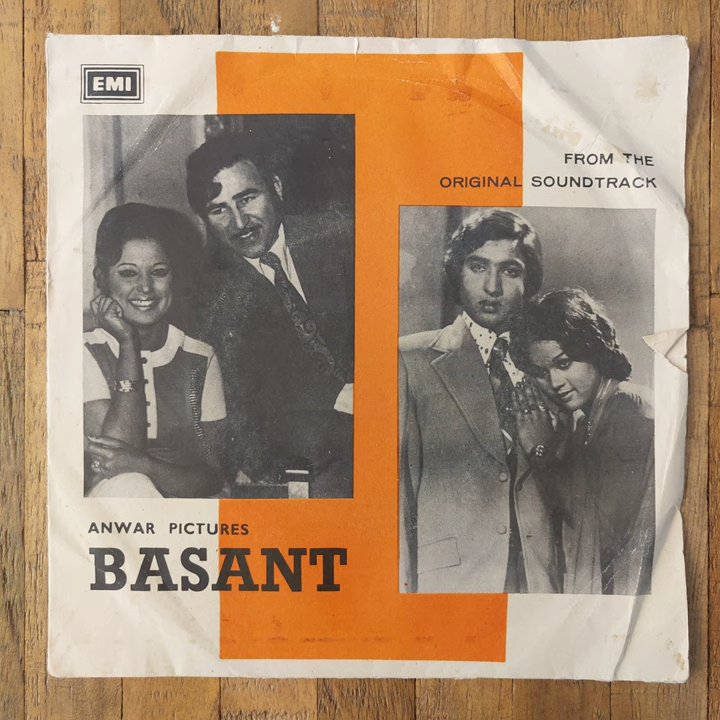 EMI
FROM THE
ORIGINAL SOUNDTRACK
ANWAR PICTURES
BASANT